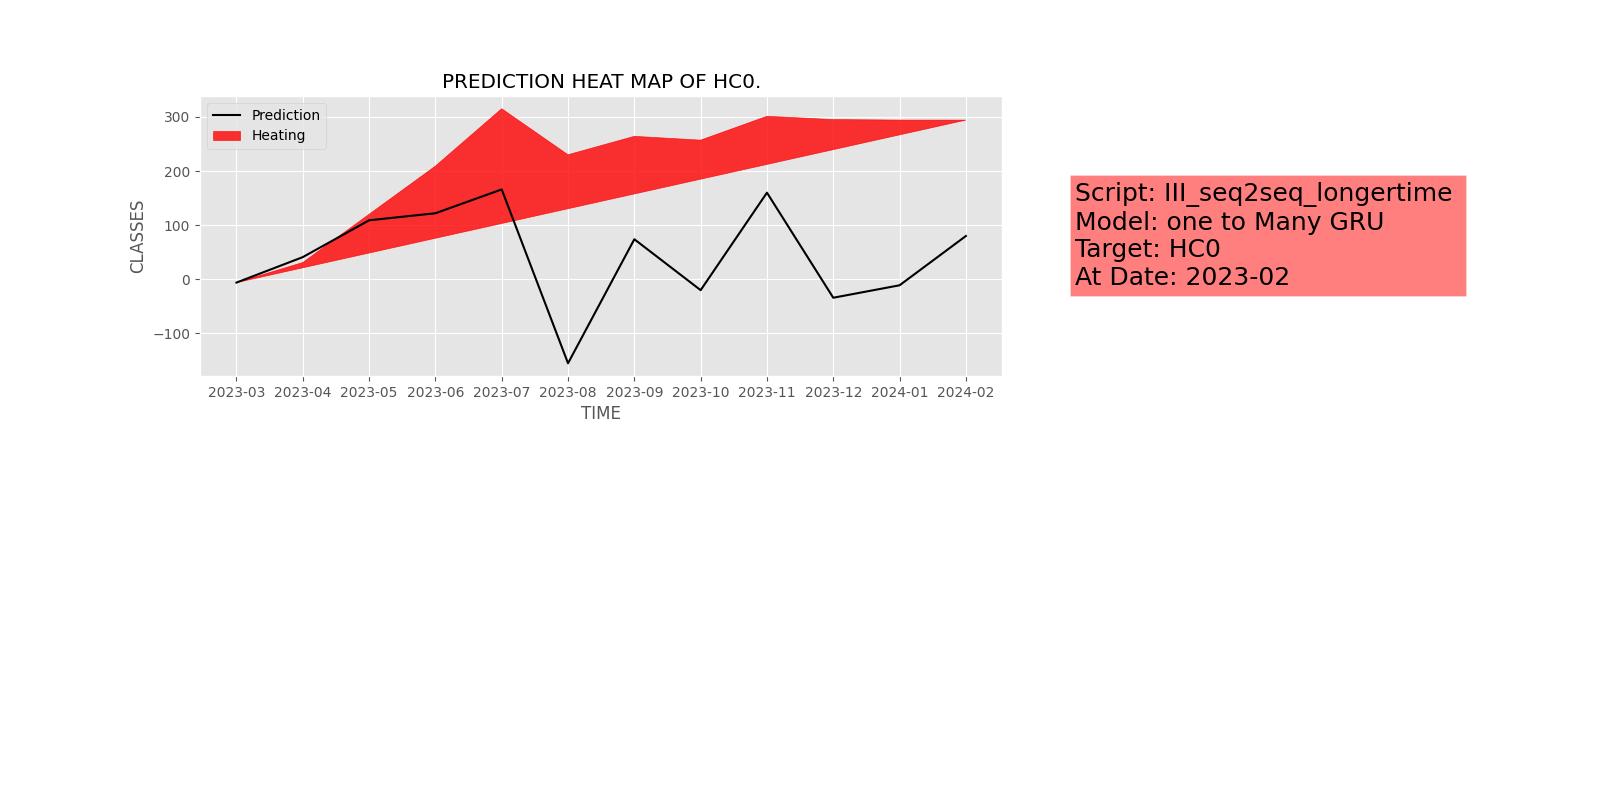 PREDICTION HEAT MAP OF HC0.
Prediction
Heating
300
200
100
0
−100
CLASSES
2023-03 2023-04 2023-05 2023-06 2023-07 2023-08 2023-09 2023-10 2023-11 2023-12 2024-01 2024-02
TIME
Script: III_seq2seq_longertime
Model: one to Many GRU
Target: HC0
At Date: 2023-02